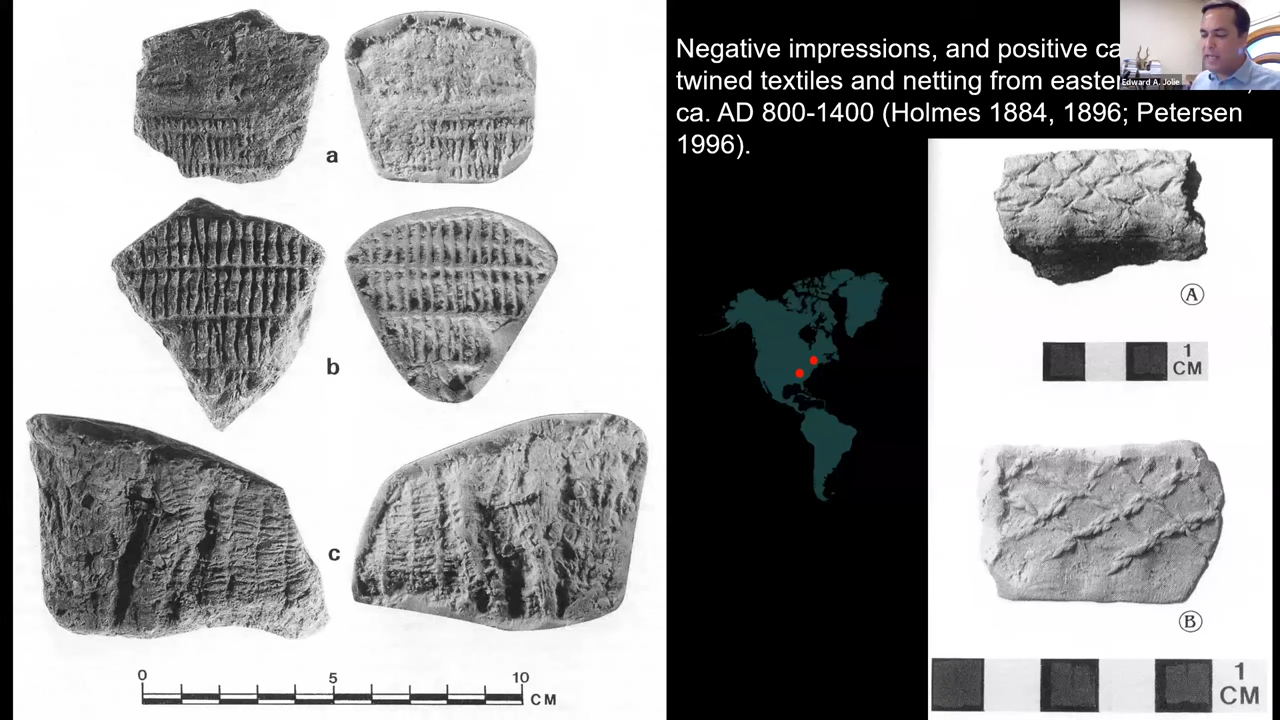 Negative impressions, and positive ca
twined textiles and netting from easter
ca. AD 800-1400 (Holmes 1884, 1896; Petersen
1996).
Edward A. Jolie
a
b
c
0 5 10 CM
A
1
CM
B
1
CM